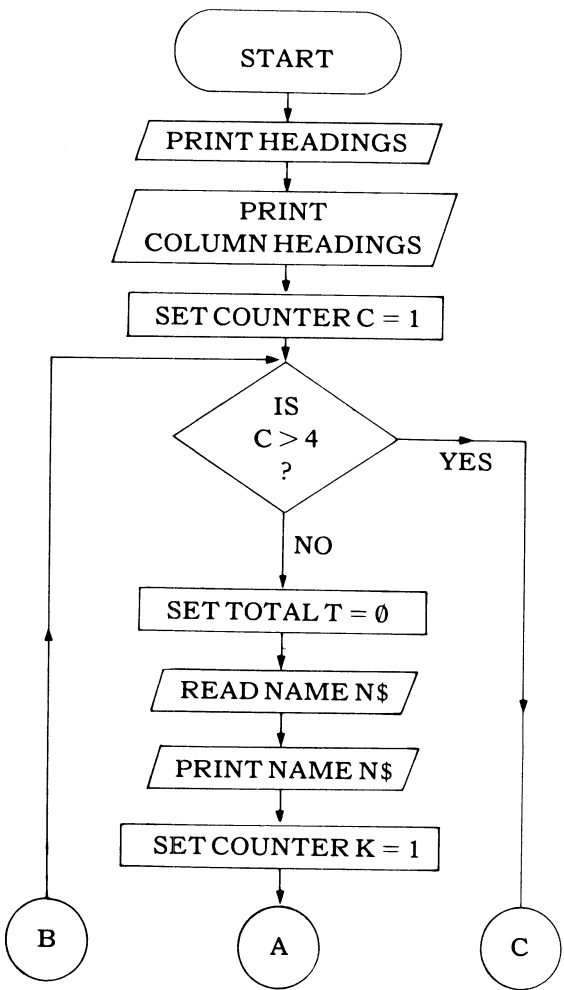 START
PRINT HEADINGS
PRINT
COLUMN HEADINGS
SET COUNTER C = 1
IS
C > 4
?
YES
NO
SET TOTAL T = 0
READ NAME N$
PRINT NAME N$
SET COUNTER K = 1
B
A
C